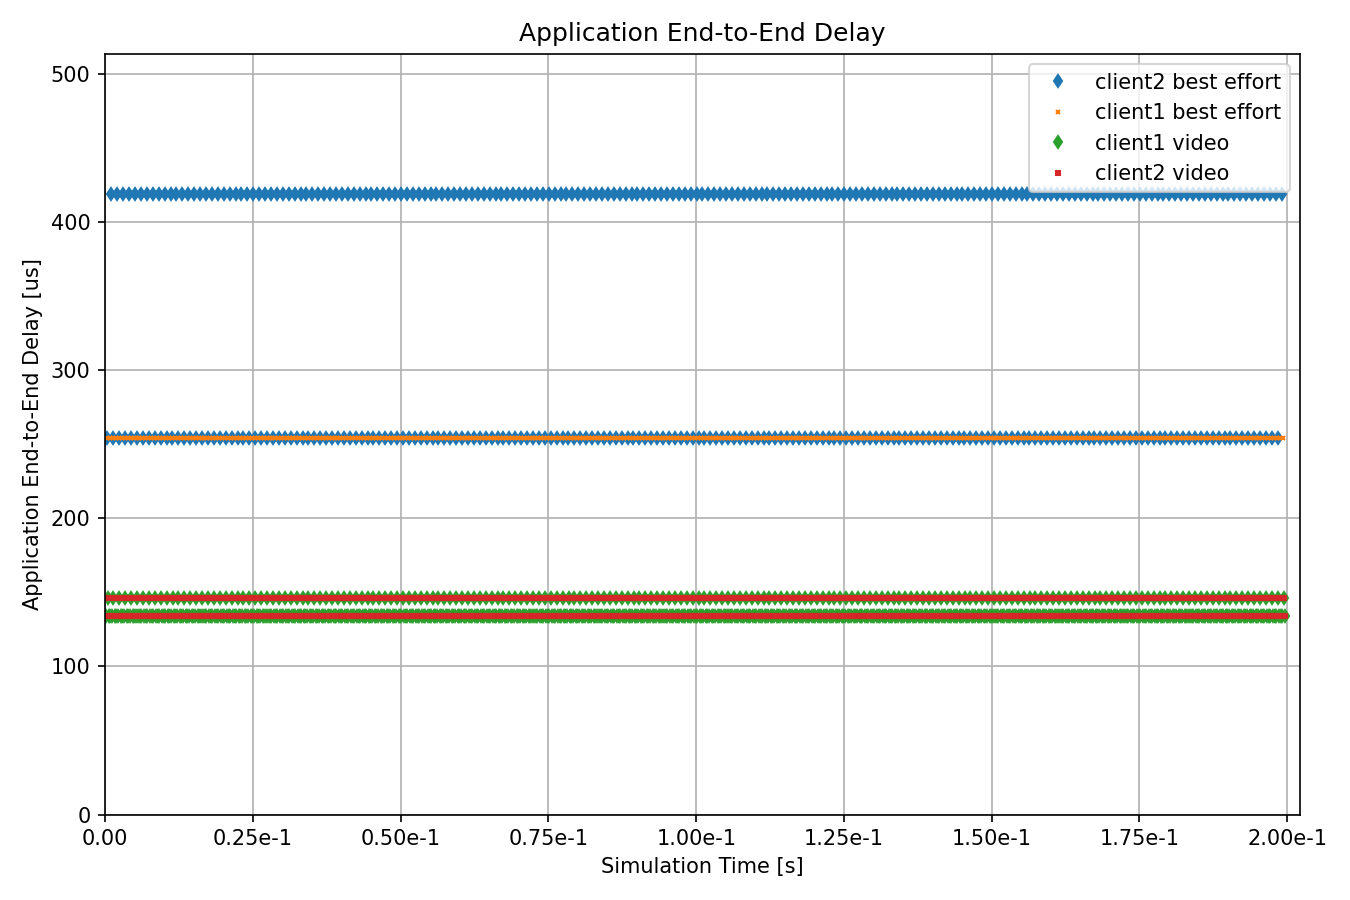 Application End-to-End Delay
client2 best effort
client1 best effort
client1 video
client2 video
Application End-to-End Delay [us]
500
400
300
200
100
0
0.00 0.25e-1 0.50e-1 0.75e-1 1.00e-1 1.25e-1 1.50e-1 1.75e-1 2.00e-1
Simulation Time [s]